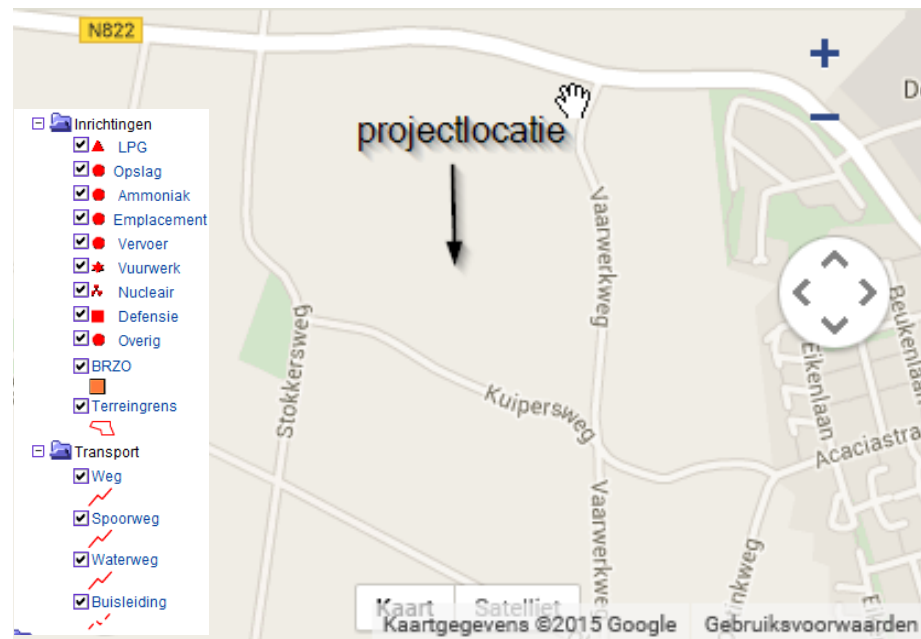 N822
Inrichtingen
LPG
Opslag
Ammoniak
Emplacement
Vervoer
Vuurwerk
Nucleair
Defensie
Overig
BRZO
Terreingrens
Transport
Weg
Spoorweg
Waterweg
Buisleiding
projectlocatie
Vaarwerkweg
Stokkersweg
Kuipersweg
Vaarwerkweg
Eikenlaan
Beukenlaan
Acaciastra
Kaart Satelliet
Kaartgegevens ©2015 Google Gebruiksvoorwaarden